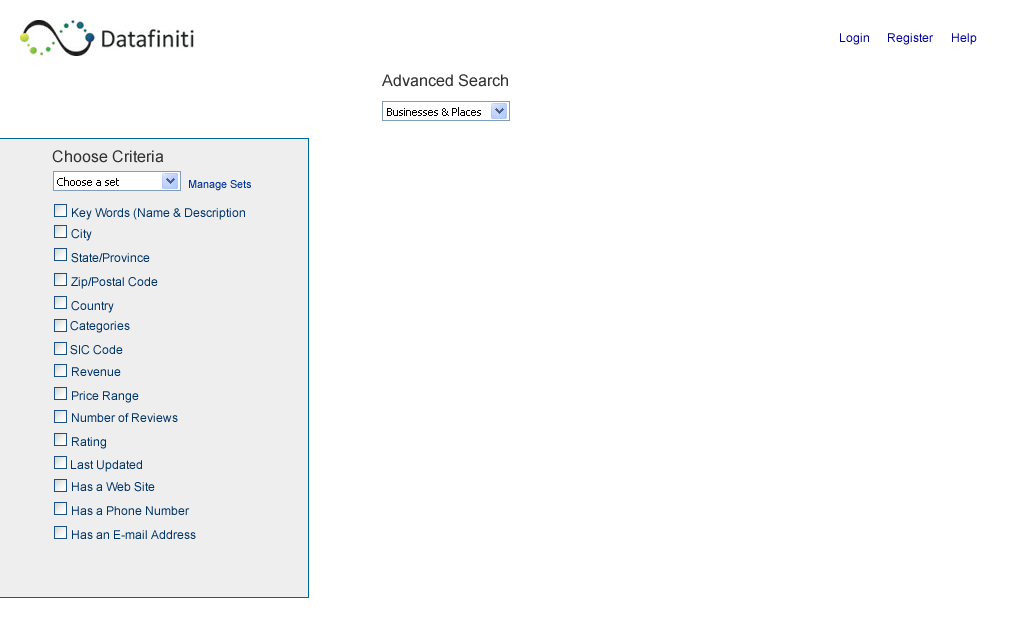 Datafiniti
Login Register Help
Advanced Search
Businesses & Places
Choose Criteria
Choose a set Manage Sets
Key Words (Name & Description
City
State/Province
Zip/Postal Code
Country
Categories
SIC Code
Revenue
Price Range
Number of Reviews
Rating
Last Updated
Has a Web Site
Has a Phone Number
Has an E-mail Address